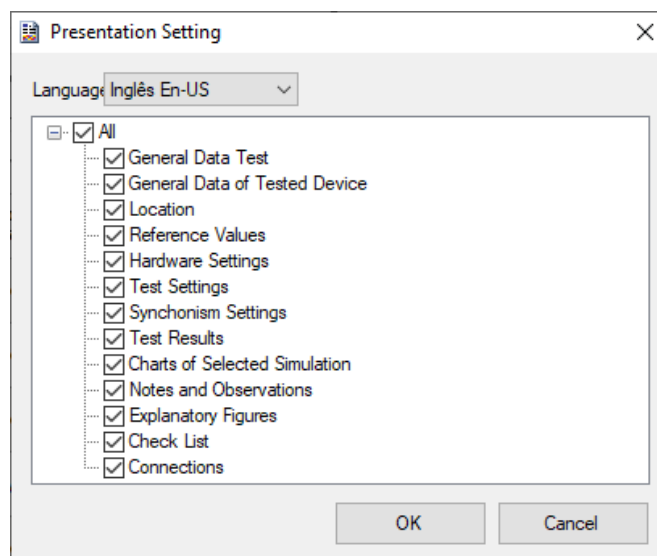 Presentation Setting
Language Inglês En-US
All
General Data Test
General Data of Tested Device
Location
Reference Values
Hardware Settings
Test Settings
Synchonism Settings
Test Results
Charts of Selected Simulation
Notes and Observations
Explanatory Figures
Check List
Connections
OK Cancel